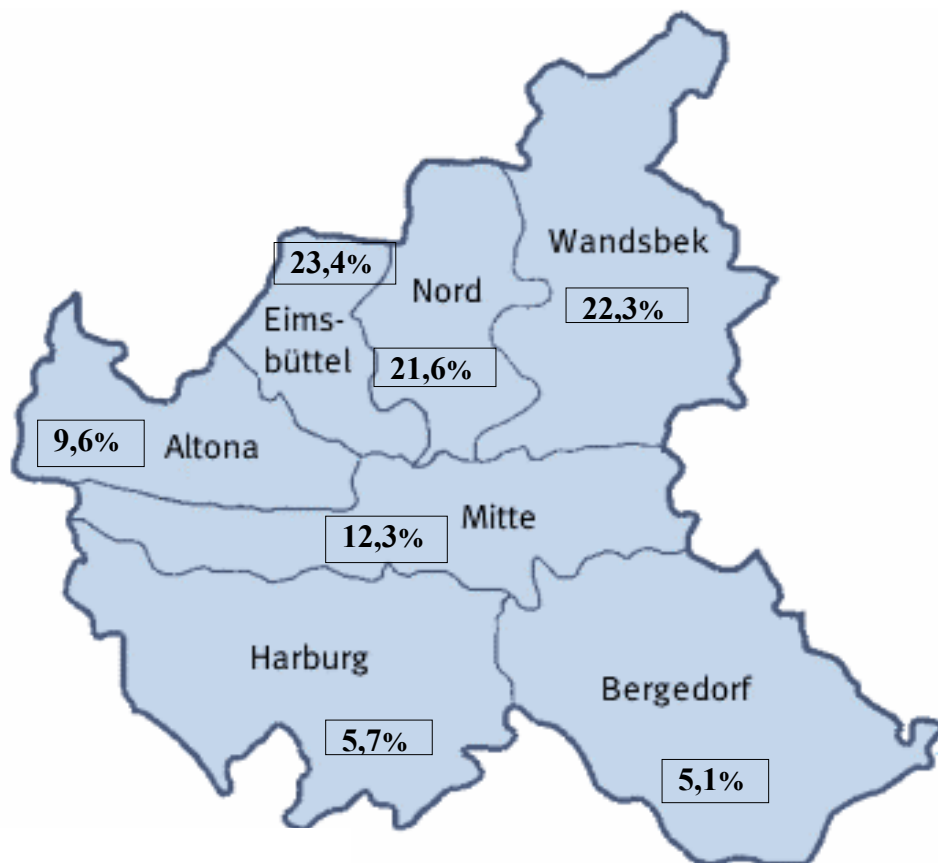 Wandsbek
22,3%
23,4%
Eims-
büttel
Nord
21,6%
9,6%
Altona
Mitte
12,3%
Harburg
5,7%
Bergedorf
5,1%